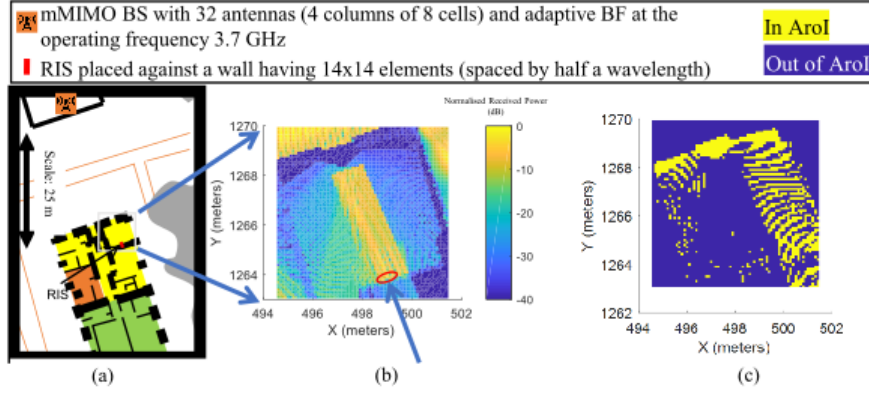 mMIMO BS with 32 antennas (4 columns of 8 cells) and adaptive BF at the
operating frequency 3.7 GHz
RIS placed against a wall having 14x14 elements (spaced by half a wavelength)
In AroI
Out of AroI
Scale: 25 m
RIS
(a)
Normalised Received Power
(dB)
1270
1268
1266
1264
Y (meters)
494
496
498
500
502
X (meters)
0
-10
-20
-30
-40
(b)
1270
1268
1266
1264
1262
Y (meters)
494
496
498
500
502
X (meters)
(c)